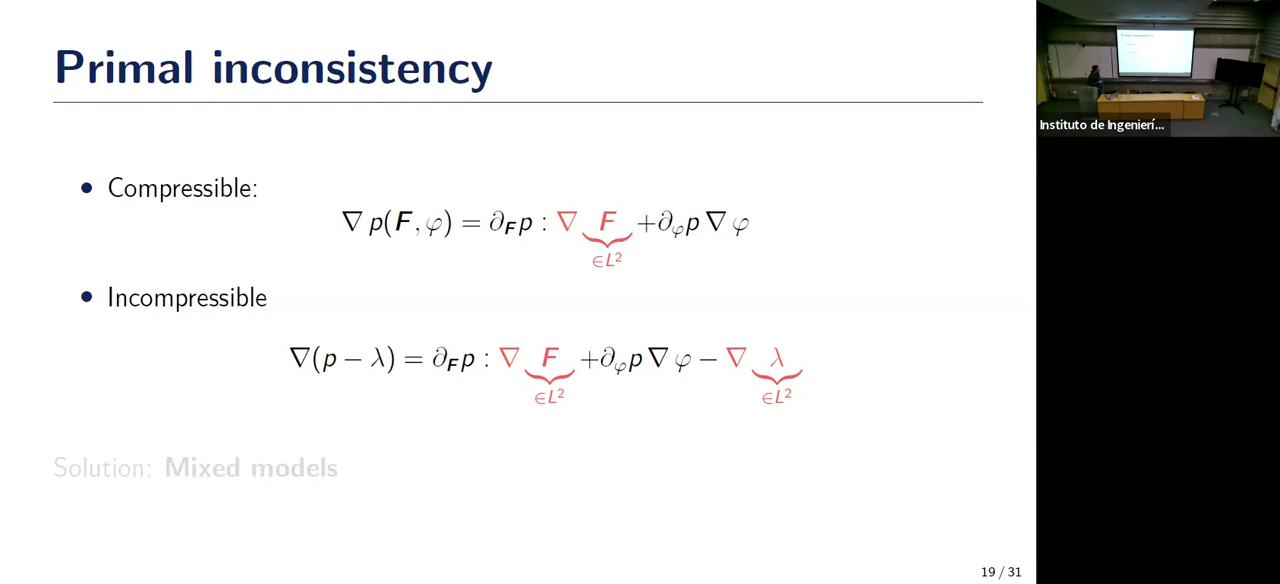 Primal inconsistency
• Compressible:
∇ p(F, φ) = ∂_F p : ∇ F + ∂_φ p ∇ φ
∈L²
• Incompressible
∇(p − λ) = ∂_F p : ∇ F + ∂_φ p ∇ φ − ∇ λ
∈L² ∈L²
Solution: Mixed models
19 / 31
Instituto de Ingenierí...